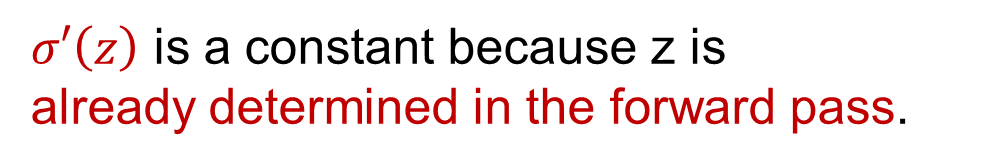 σ′(z) is a constant because z is
already determined in the forward pass.